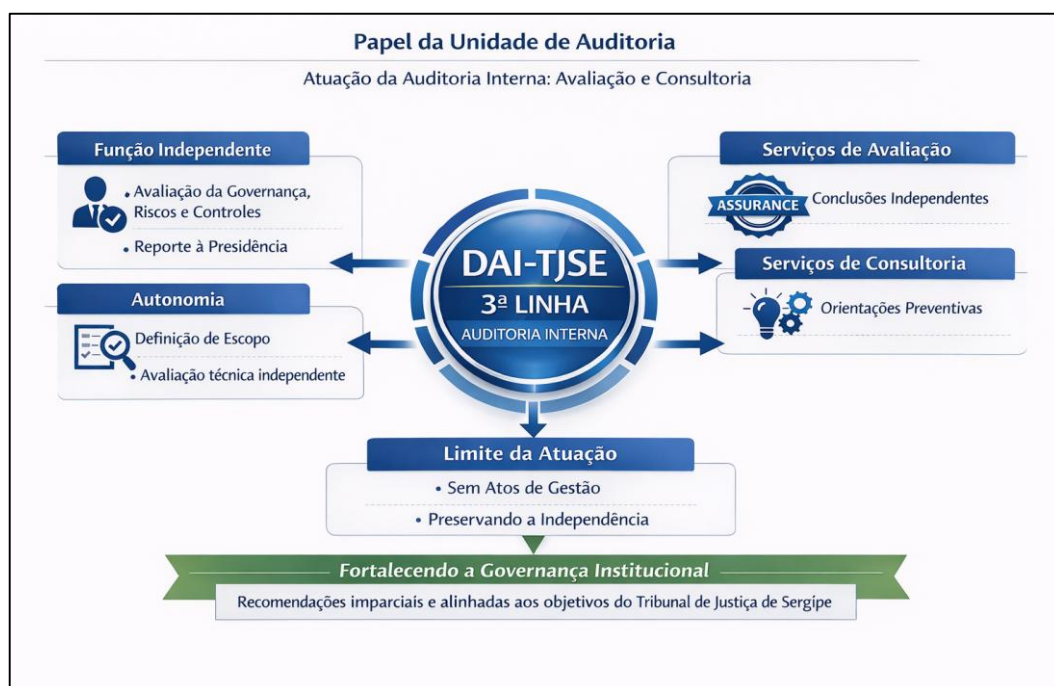 Papel da Unidade de Auditoria
Atuação da Auditoria Interna: Avaliação e Consultoria
Função Independente
• Avaliação da Governança,
Riscos e Controles
• Reporte à Presidência
Autonomia
Definição de Escopo
• Avaliação técnica independente
DAI-TJSE
3ª LINHA
AUDITORIA INTERNA
Serviços de Avaliação
ASSURANCE
Conclusões Independentes
Serviços de Consultoria
Orientações Preventivas
Limite da Atuação
• Sem Atos de Gestão
• Preservando a Independência
Fortalecendo a Governança Institucional
Recomendações imparciais e alinhadas aos objetivos do Tribunal de Justiça de Sergipe